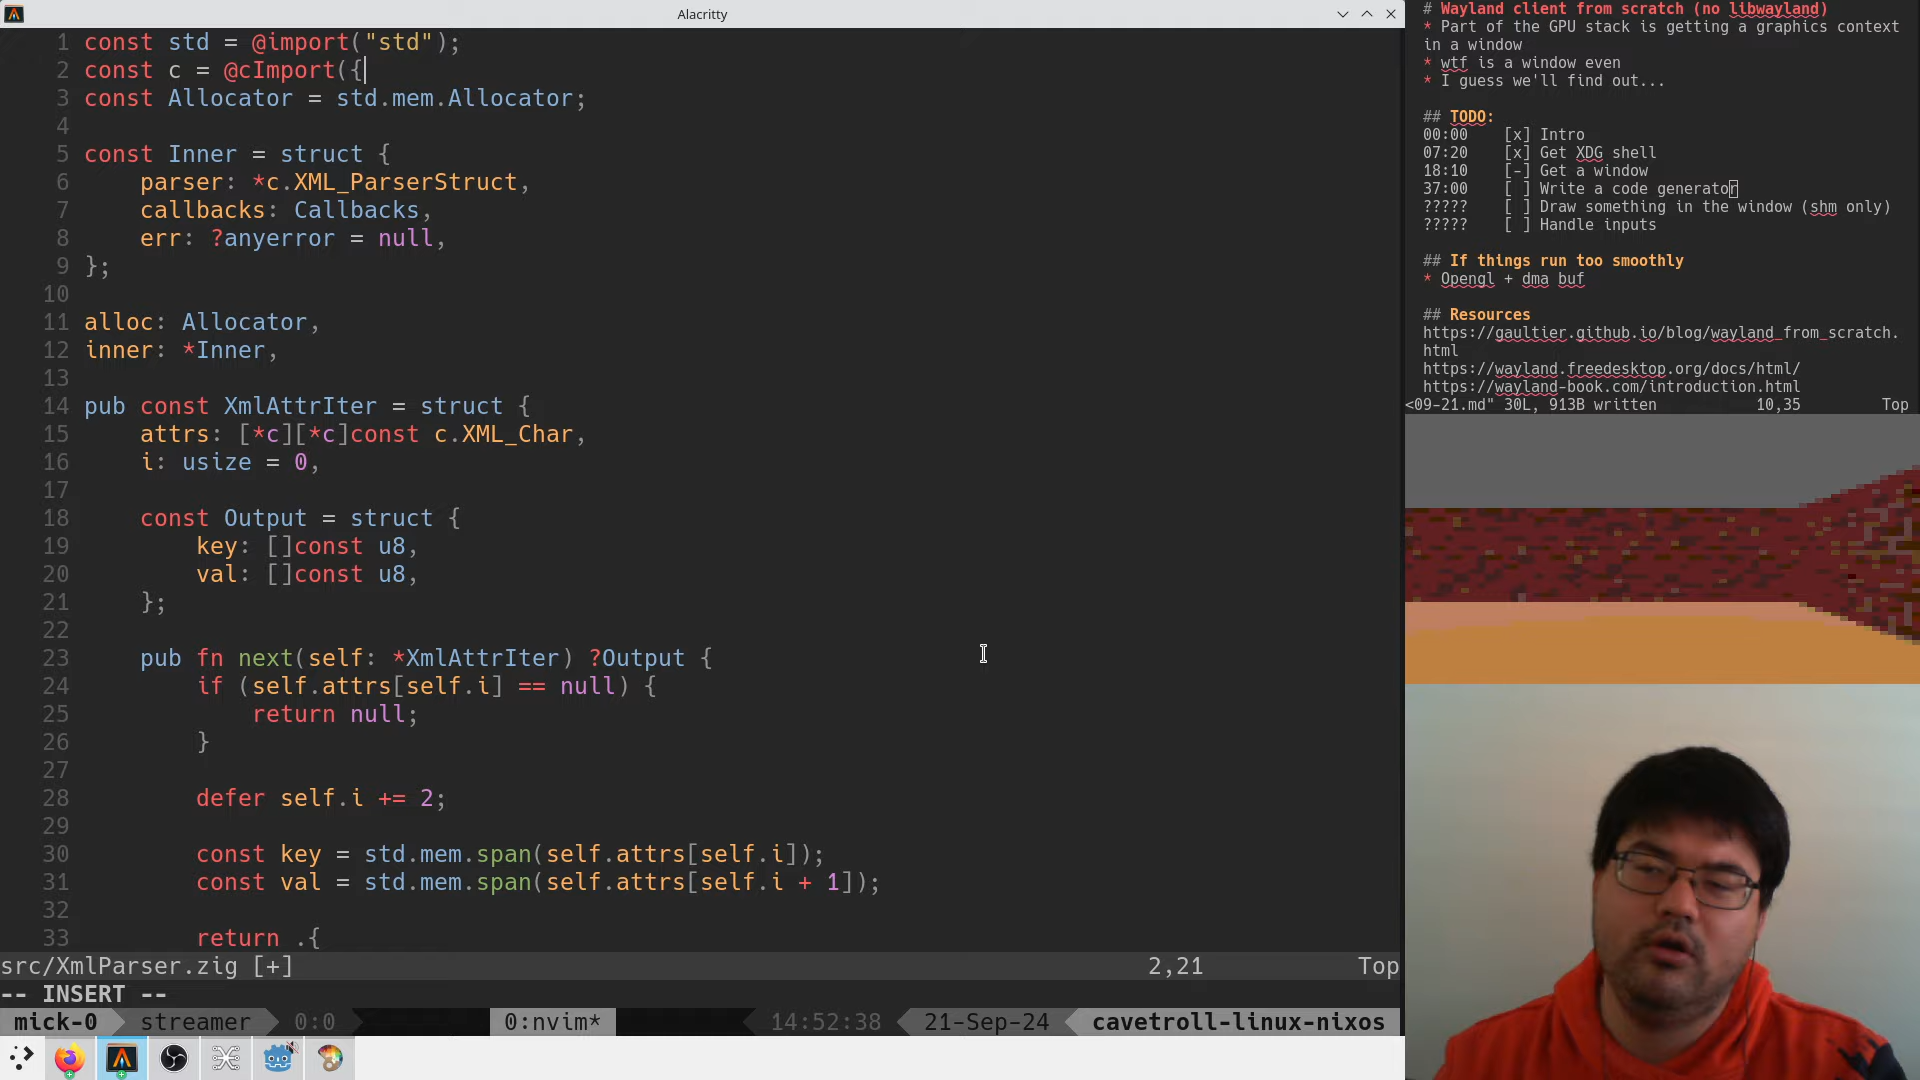 Alacritty
1 const std = @import("std");
2 const c = @cImport({
3 const Allocator = std.mem.Allocator;
4
5 const Inner = struct {
6 parser: *c.XML_ParserStruct,
7 callbacks: Callbacks,
8 err: ?anyerror = null,
9 };
10
11 alloc: Allocator,
12 inner: *Inner,
13
14 pub const XmlAttrIter = struct {
15 attrs: [*c][*c]const c.XML_Char,
16 i: usize = 0,
17
18 const Output = struct {
19 key: []const u8,
20 val: []const u8,
21 };
22
23 pub fn next(self: *XmlAttrIter) ?Output {
24 if (self.attrs[self.i] == null) {
25 return null;
26 }
27
28 defer self.i += 2;
29
30 const key = std.mem.span(self.attrs[self.i]);
31 const val = std.mem.span(self.attrs[self.i + 1]);
32
33 return .{
src/XmlParser.zig [+] 2,21 Top
-- INSERT --
mick-0 streamer 0:0 0:nvim* 14:52:38 21-Sep-24 cavetroll-linux-nixos
# Wayland client from scratch (no libwayland)
* Part of the GPU stack is getting a graphics context
in a window
* wtf is a window even
* I guess we'll find out...
## TODO:
00:00 [x] Intro
07:20 [x] Get XDG shell
18:10 [-] Get a window
37:00 [ ] Write a code generator
????? [ ] Draw something in the window (shm only)
????? [ ] Handle inputs
## If things run too smoothly
* Opengl + dma buf
## Resources
https://gaultier.github.io/blog/wayland_from_scratch.
html
https://wayland.freedesktop.org/docs/html/
https://wayland-book.com/introduction.html
<09-21.md" 30L, 913B written 10,35 Top